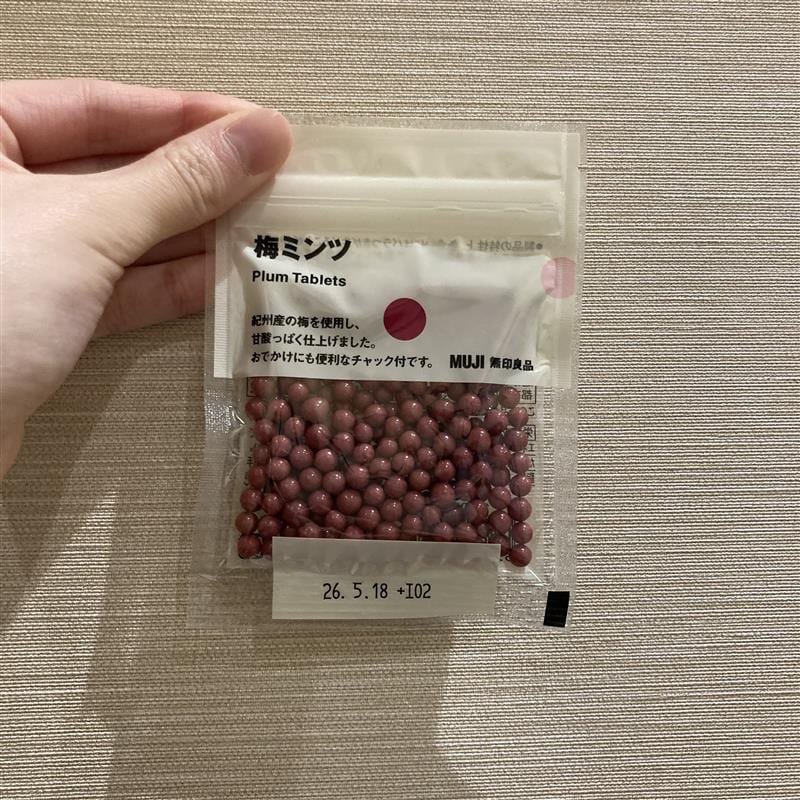 梅ミンツ
Plum Tablets
紀州産の梅を使用し、
甘酸っぱく仕上げました。
おでかけにも便利なチャック付です。
MUJI 無印良品
26. 5.18 +I02